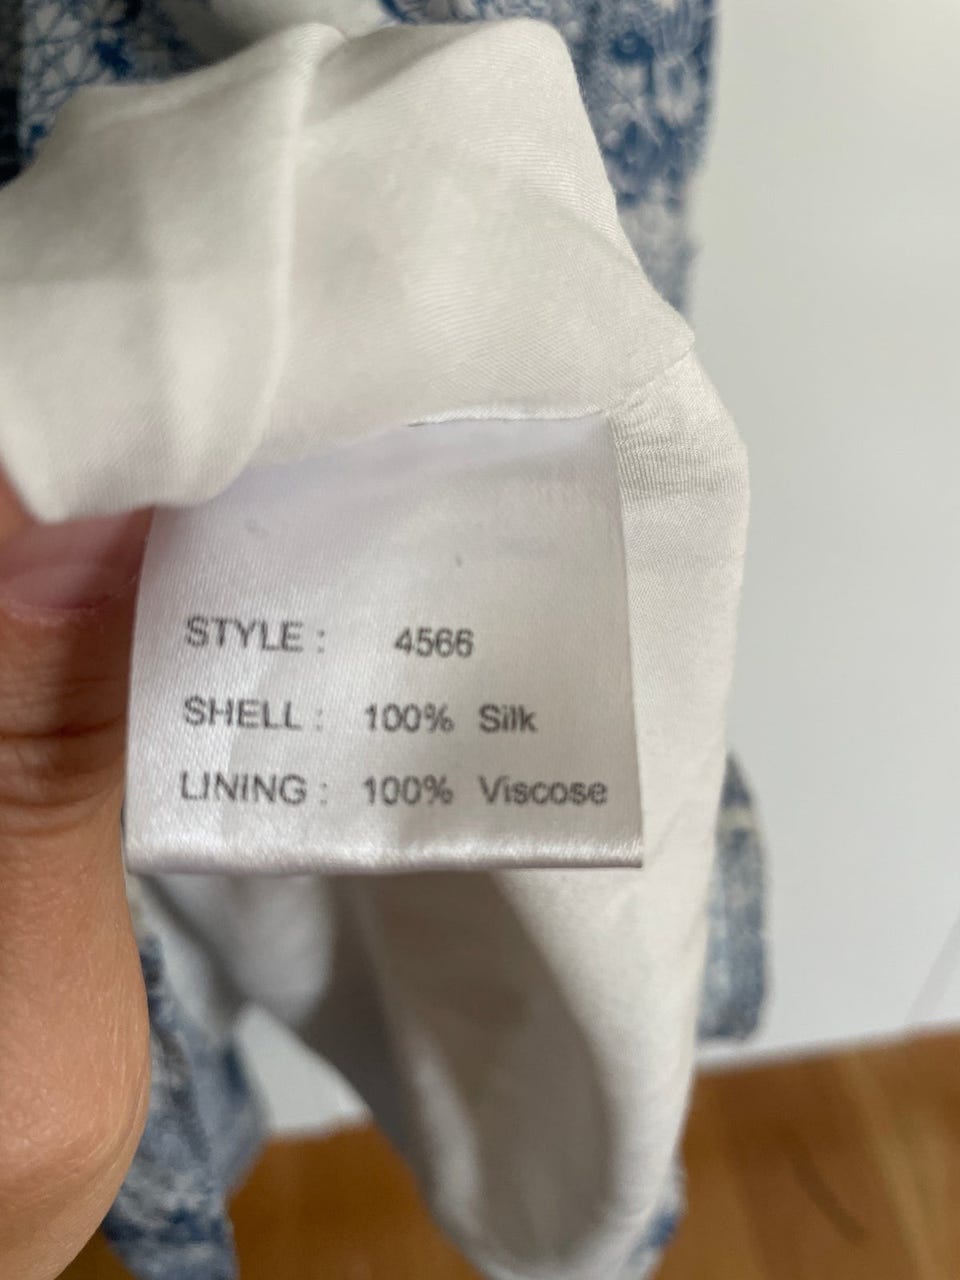 STYLE : 4566
SHELL : 100% Silk
LINING : 100% Viscose